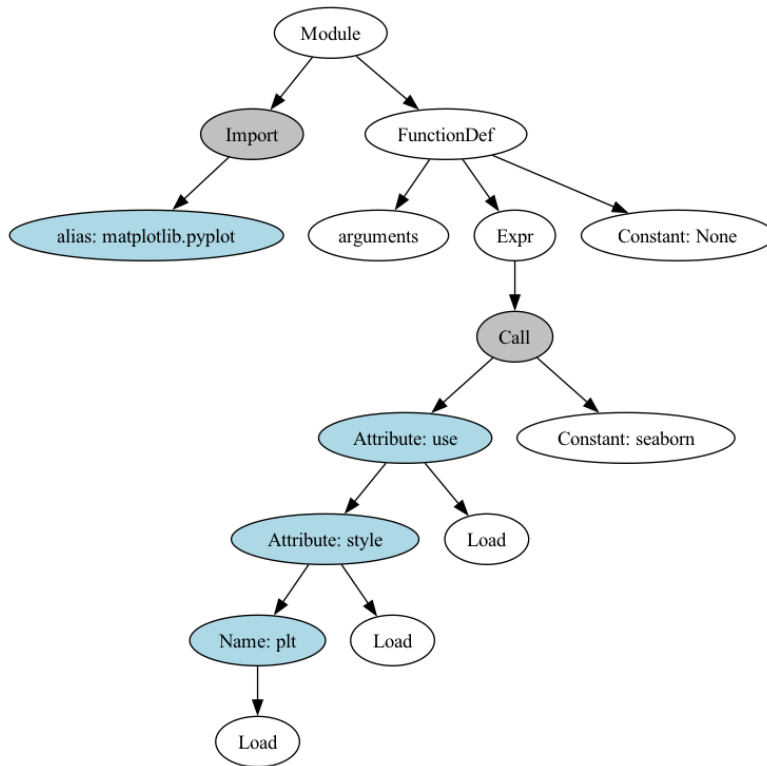 Module
Import
FunctionDef
alias: matplotlib.pyplot
arguments
Expr
Constant: None
Call
Attribute: use
Constant: seaborn
Attribute: style
Load
Name: plt
Load
Load